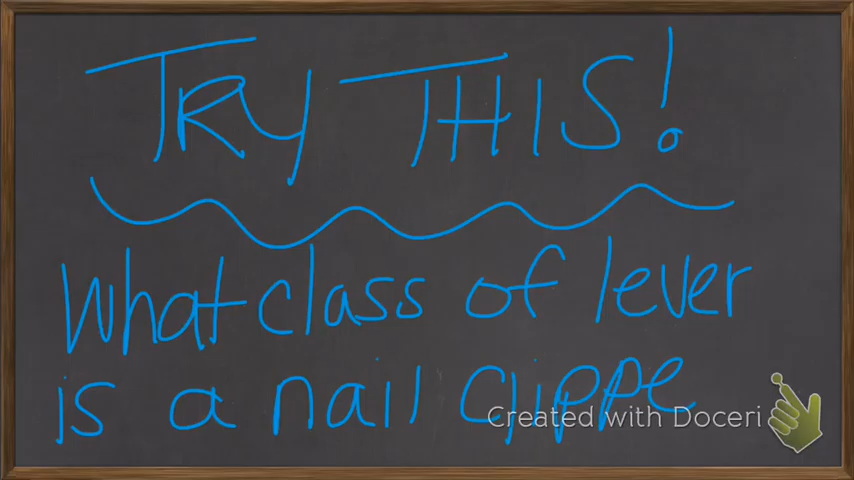 TRY THIS!
What class of lever
is a nail clippe
Created with Doceri